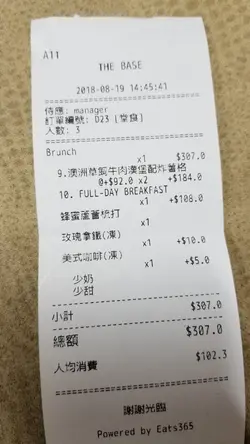 A11
THE BASE
2018-08-19 14:45:41
侍應: manager
訂單編號: D23 [堂食]
人數: 3
Brunch
x1 $307.0
9.澳洲草飼牛肉漢堡配炸薯格
@+$92.0 x2 +$184.0
10. FULL-DAY BREAKFAST
x1 +$108.0
蜂蜜蘆薈梳打
x1
玫瑰拿鐵(凍)
x1 +$10.0
美式咖啡(凍)
x1 +$5.0
少奶
少甜
小計 $307.0
總額 $307.0
人均消費 $102.3
謝謝光臨
Powered by Eats365